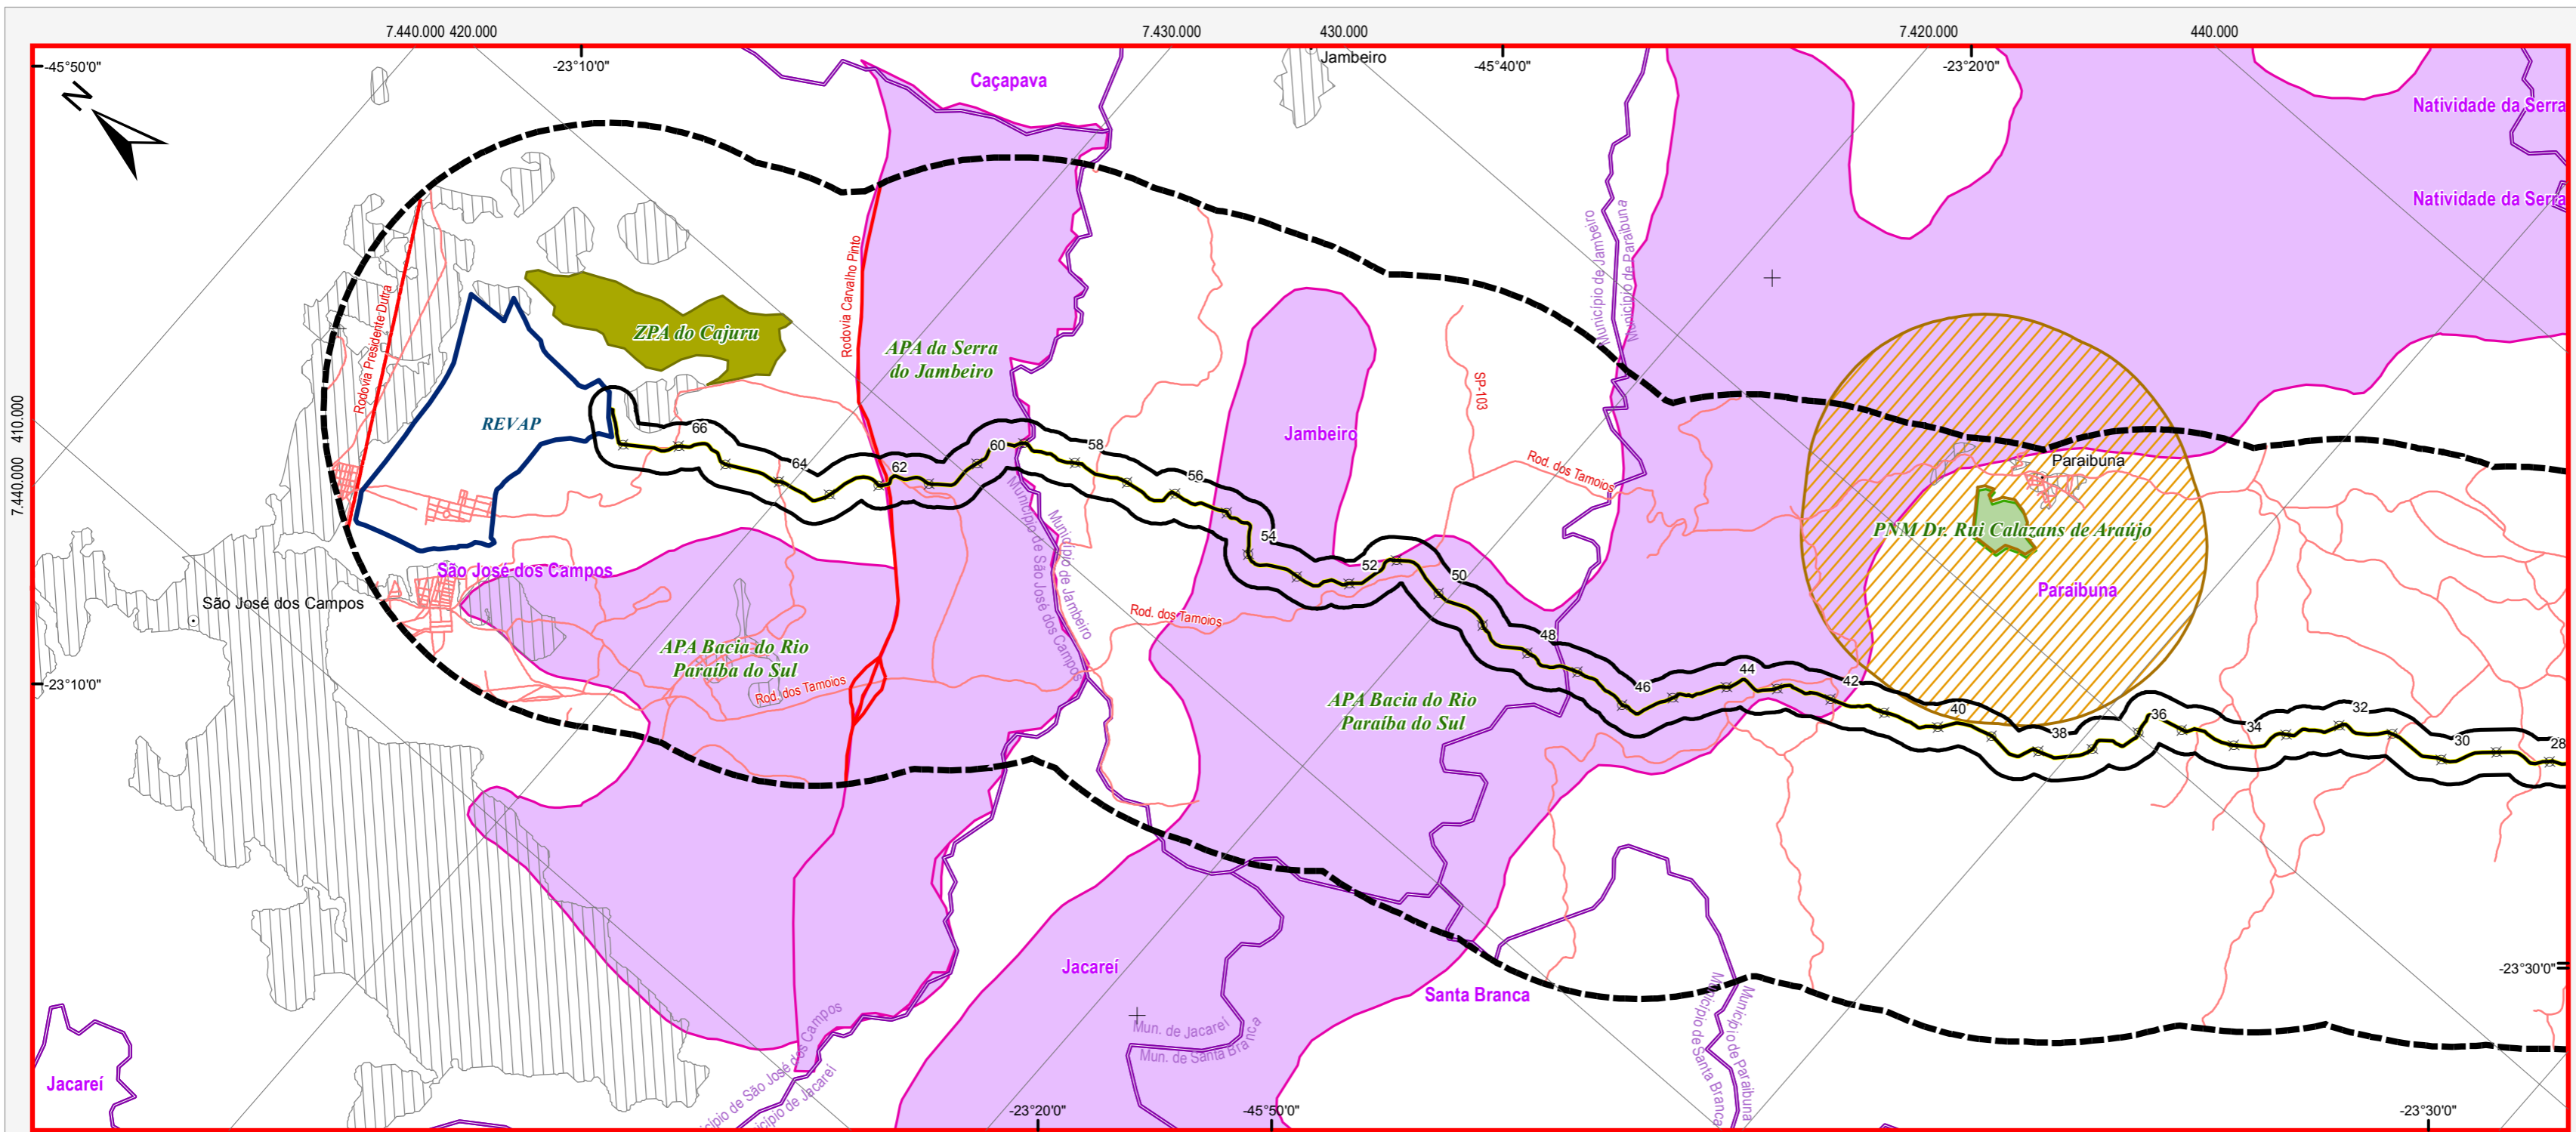 7.440.000 420.000
7.430.000
430.000
7.420.000
440.000
-45°50'0"
-23°10'0"
-45°40'0"
-23°20'0"
N
Jambeiro
Caçapava
Natividade da Serra
Natividade da Serra
Município de Jambeiro
Município de Paraibuna
Rodovia Presidente Dutra
Rodovia Carvalho Pinto
ZPA do Cajuru
APA da Serra
do Jambeiro
REVAP
SP-103
Jambeiro
7.440.000 410.000
66
64
62
60
58
56
54
52
50
48
46
44
42
40
38
36
34
32
30
28
Rod. dos Tamoios
Paraibuna
PNM Dr. Rui Calazans de Araújo
Paraibuna
São José dos Campos
São José dos Campos
Município de São José dos Campos
Município de Jambeiro
Rod. dos Tamoios
APA Bacia do Rio
Paraíba do Sul
Rod. dos Tamoios
APA Bacia do Rio
Paraíba do Sul
-23°10'0"
Jacareí
Santa Branca
-23°30'0"
Mun. de Jacareí
Mun. de Santa Branca
Município de Santa Branca
Município de Paraibuna
Jacareí
icípio de São José dos Campos
icípio de Jacareí
-23°20'0"
-45°50'0"
-23°30'0"